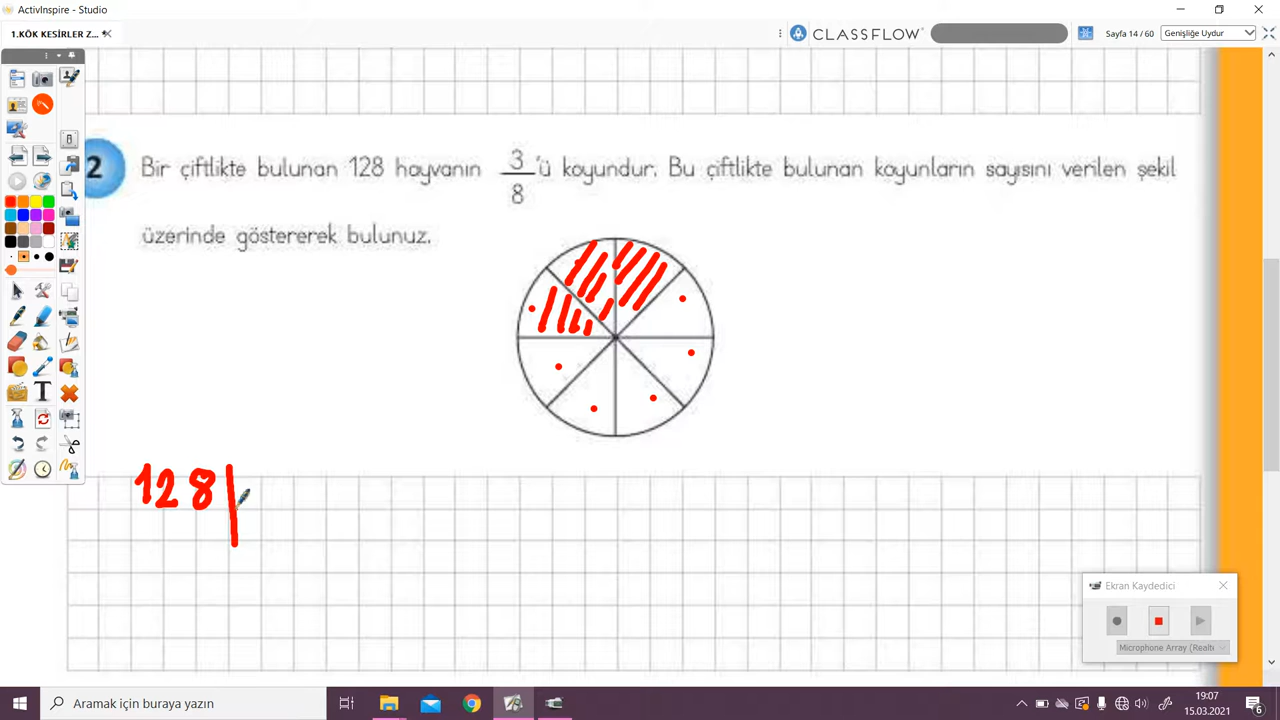 ActivInspire - Studio
1.KÖK KESİRLER Z...
CLASSFLOW
Sayfa 14 / 60
Genişliğe Uydur
2
Bir çiftlikte bulunan 128 hayvanın 3/8 'ü koyundur. Bu çiftlikte bulunan koyunların sayısını verilen şekil
üzerinde göstererek bulunuz.
128
Ekran Kaydedici
Microphone Array (Realte
Aramak için buraya yazın
19:07
15.03.2021
6